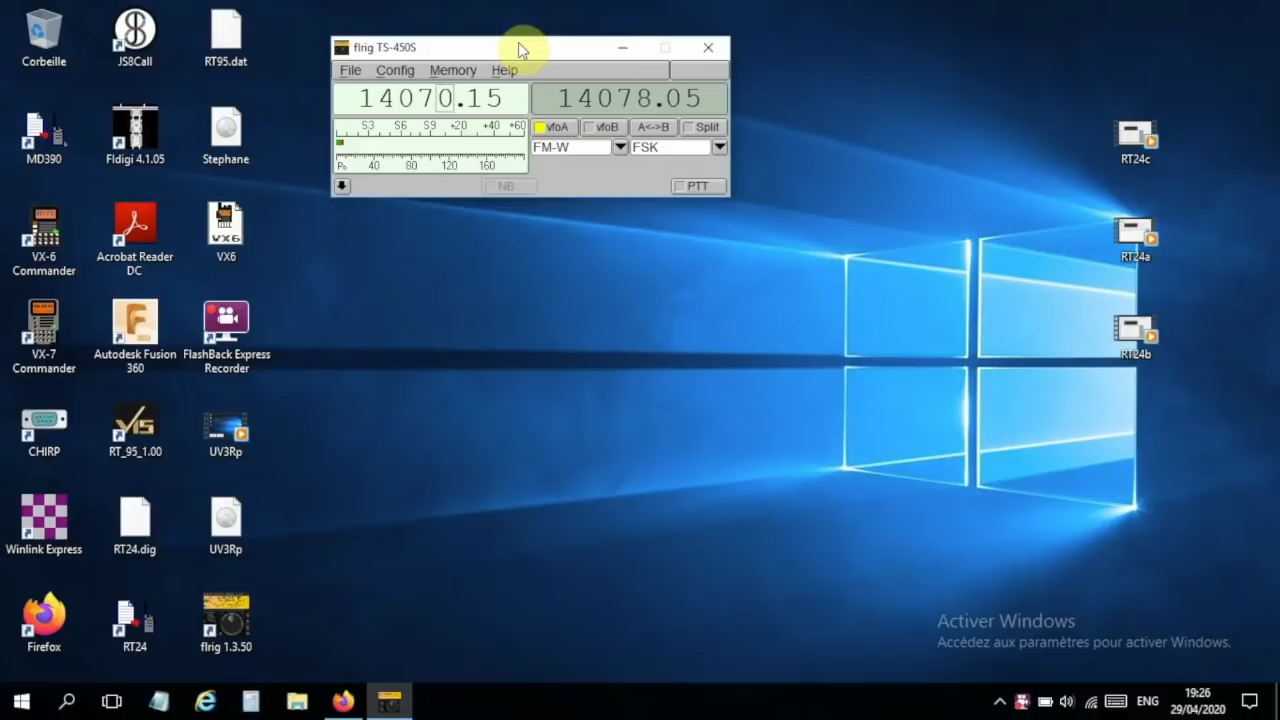 Corbeille
JS8Call
RT95.dat
MD390
Fldigi 4.1.05
Stephane
VX-6
Commander
Acrobat Reader
DC
VX6
VX6
VX-7
Commander
Autodesk Fusion
360
FlashBack Express
Recorder
CHIRP
RT_95_1.00
UV3Rp
Winlink Express
RT24.dig
UV3Rp
Firefox
RT24
flrig 1.3.50
flrig TS-450S
File Config Memory Help
14070.15 14078.05
S3 S6 S9 +20 +40 +60
vfoA vfoB A<->B Split
FM-W FSK
Po 40 80 120 160
NB PTT
RT24c
RT24a
RT24b
Activer Windows
Accédez aux paramètres pour activer Windows.
ENG
19:26
29/04/2020